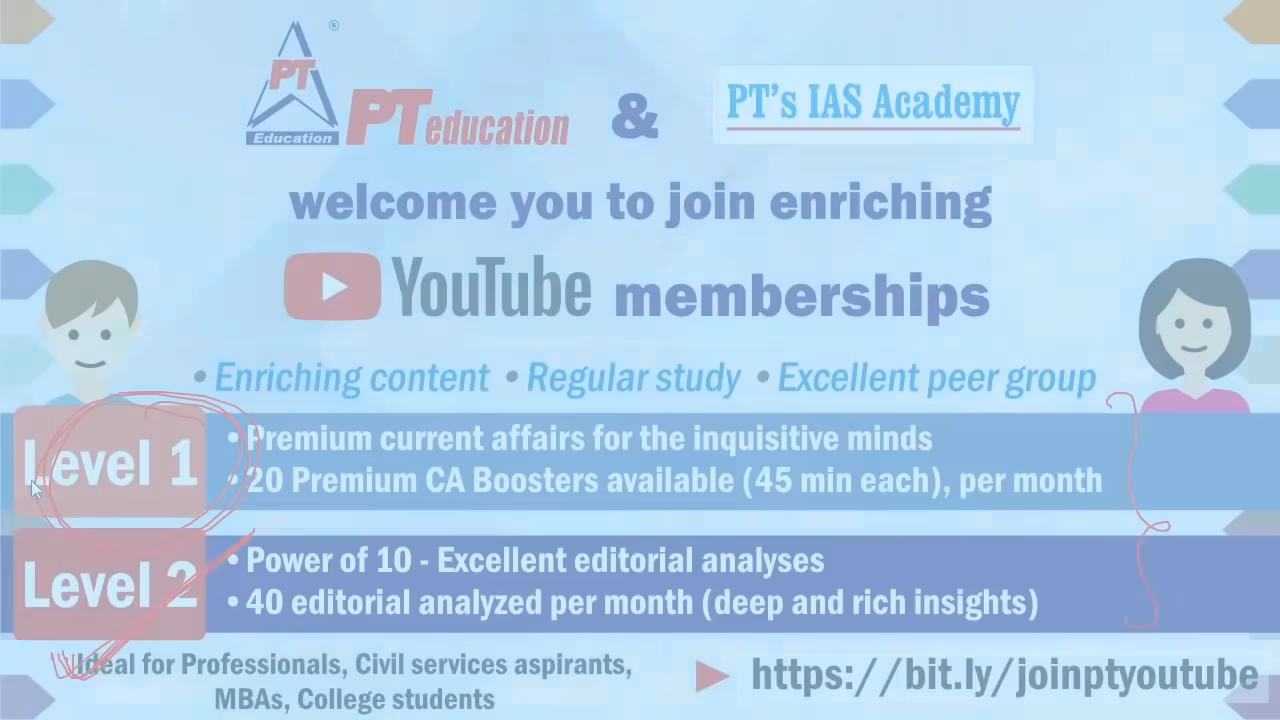 ®
PT
Education
PT education & PT's IAS Academy
welcome you to join enriching
YouTube memberships
• Enriching content • Regular study • Excellent peer group
Level 1
• Premium current affairs for the inquisitive minds
• 20 Premium CA Boosters available (45 min each), per month
Level 2
• Power of 10 - Excellent editorial analyses
• 40 editorial analyzed per month (deep and rich insights)
Ideal for Professionals, Civil services aspirants,
MBAs, College students
https://bit.ly/joinptyoutube